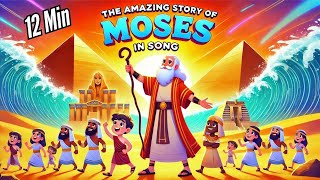 12 Min
THE AMAZING STORY OF
MOSES
IN SONG